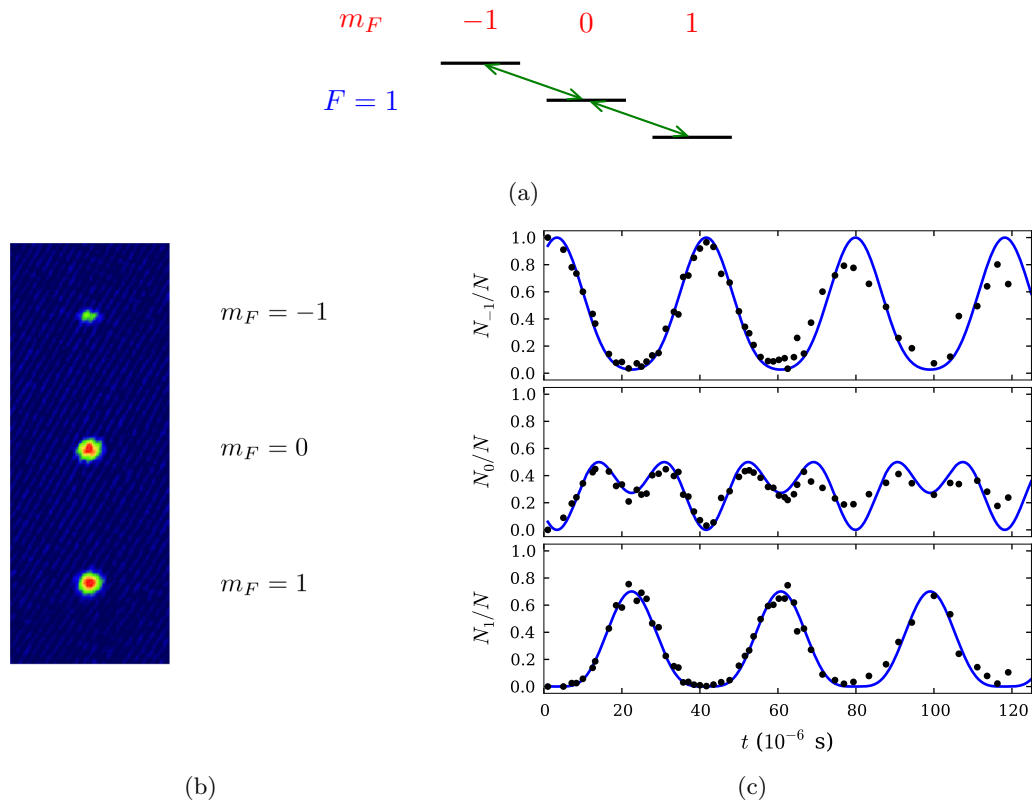 m_F −1 0 1
F = 1
(a)
m_F = −1
m_F = 0
m_F = 1
(b)
1.0
0.8
0.6
0.4
0.2
0.0
N_{−1}/N
1.0
0.8
0.6
0.4
0.2
0.0
N_0/N
1.0
0.8
0.6
0.4
0.2
0.0
N_1/N
0 20 40 60 80 100 120
t (10^{−6} s)
(c)